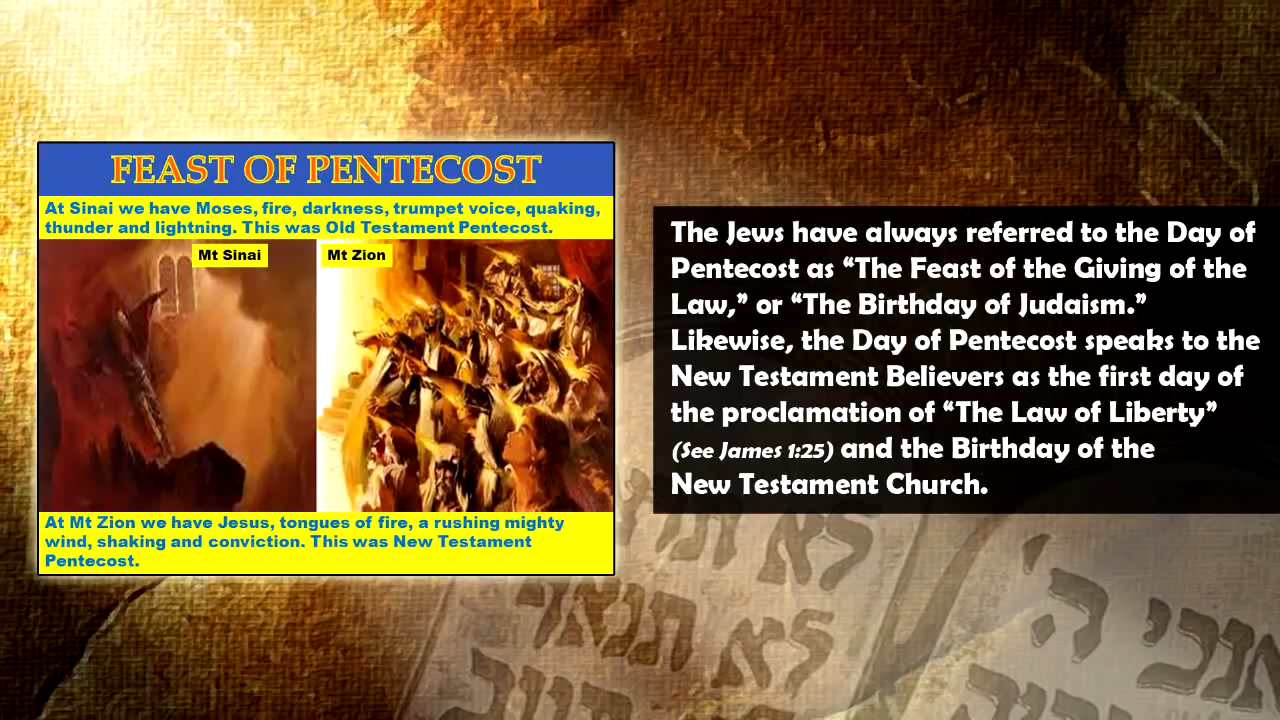 FEAST OF PENTECOST
At Sinai we have Moses, fire, darkness, trumpet voice, quaking,
thunder and lightning. This was Old Testament Pentecost.
Mt Sinai
Mt Zion
At Mt Zion we have Jesus, tongues of fire, a rushing mighty
wind, shaking and conviction. This was New Testament
Pentecost.
The Jews have always referred to the Day of
Pentecost as “The Feast of the Giving of the
Law,” or “The Birthday of Judaism.”
Likewise, the Day of Pentecost speaks to the
New Testament Believers as the first day of
the proclamation of “The Law of Liberty”
(See James 1:25) and the Birthday of the
New Testament Church.
לא
לא תנאף
אנכי ה'